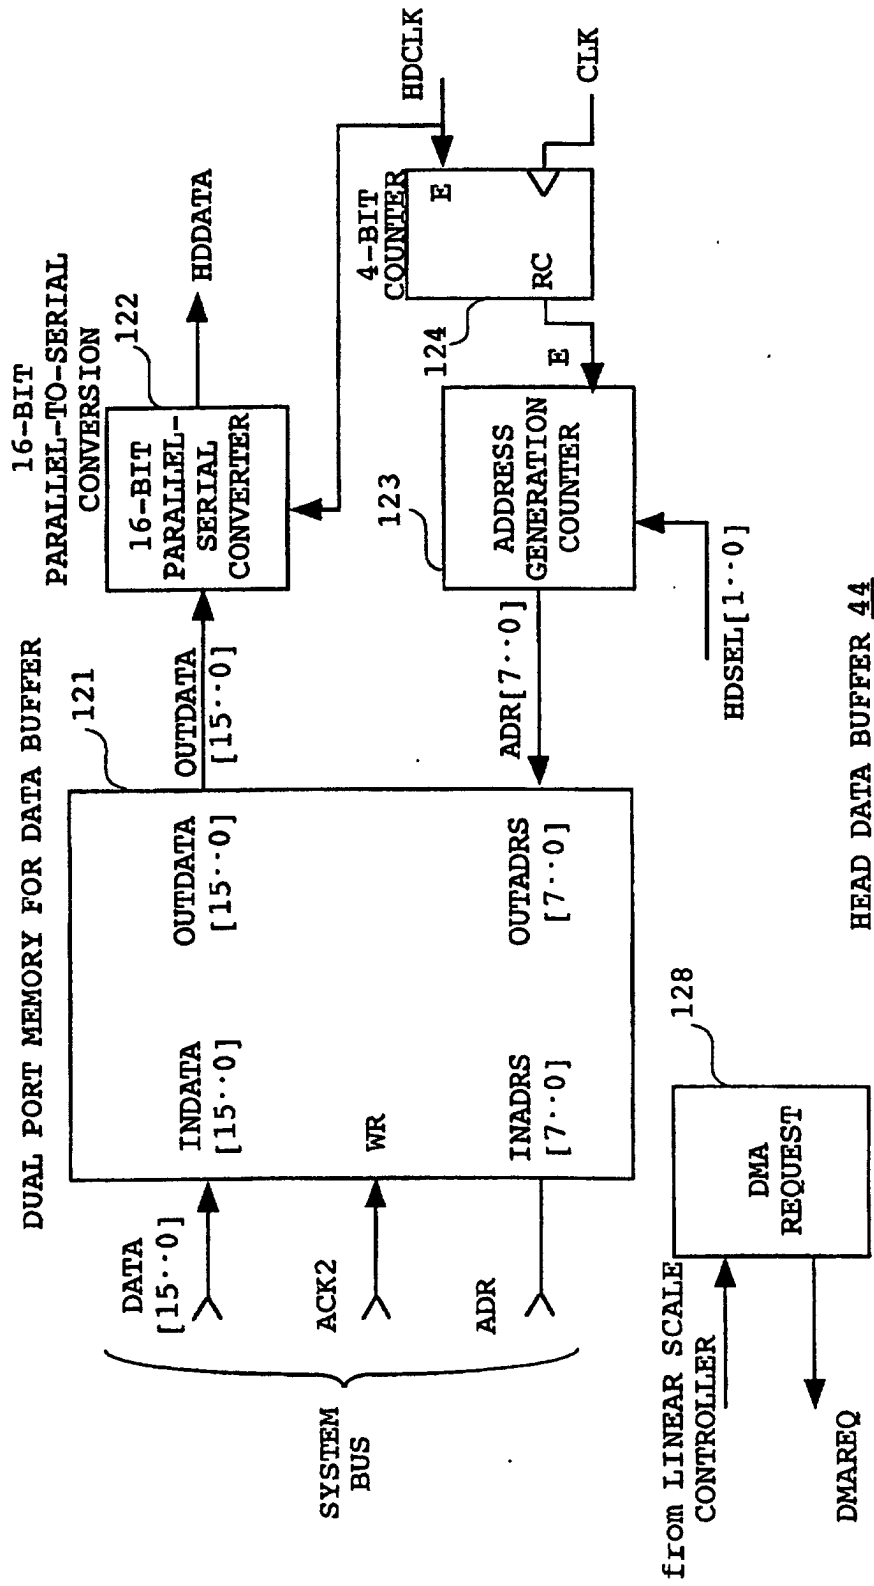 DUAL PORT MEMORY FOR DATA BUFFER
16-BIT
PARALLEL-TO-SERIAL
CONVERSION
121
122
SYSTEM
BUS
DATA
[15··0]
ACK2
ADR
INDATA
[15··0]
WR
INADRS
[7··0]
OUTDATA
[15··0]
OUTADRS
[7··0]
OUTDATA
[15··0]
16-BIT
PARALLEL-
SERIAL
CONVERTER
HDDATA
ADR[7··0]
123
ADDRESS
GENERATION
COUNTER
E
124
4-BIT
COUNTER
E
RC
HDCLK
CLK
HDSEL[1··0]
from LINEAR SCALE
CONTROLLER
DMAREQ
DMA
REQUEST
128
HEAD DATA BUFFER 44